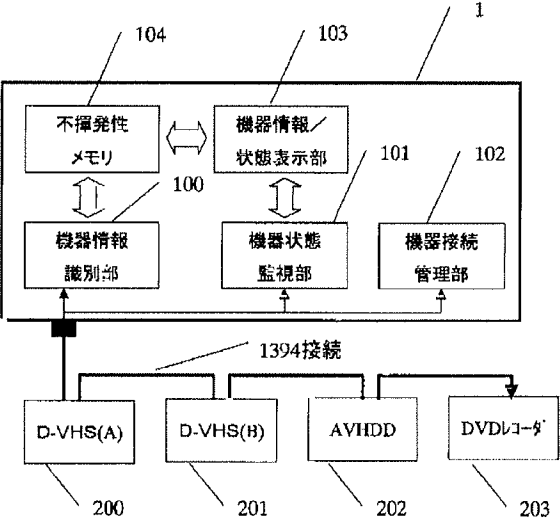 1
104
103
不揮発性
メモリ
機器情報／
状態表示部
100
101
102
機器情報
識別部
機器状態
監視部
機器接続
管理部
1394接続
D-VHS(A)
D-VHS(B)
AVHDD
DVDﾚｺｰﾀﾞ
200
201
202
203